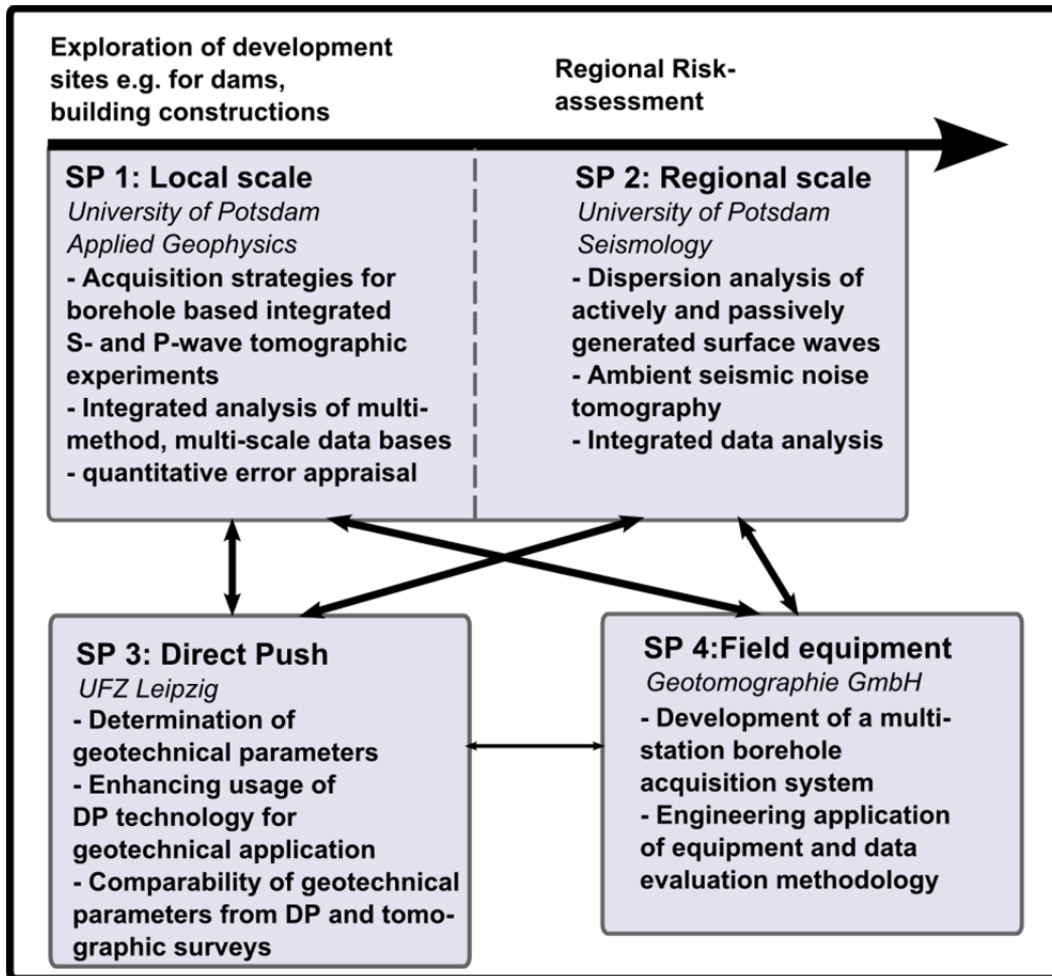 Exploration of development
sites e.g. for dams,
building constructions
Regional Risk-
assessment
SP 1: Local scale
University of Potsdam
Applied Geophysics
- Acquisition strategies for
borehole based integrated
S- and P-wave tomographic
experiments
- Integrated analysis of multi-
method, multi-scale data bases
- quantitative error appraisal
SP 2: Regional scale
University of Potsdam
Seismology
- Dispersion analysis of
actively and passively
generated surface waves
- Ambient seismic noise
tomography
- Integrated data analysis
SP 3: Direct Push
UFZ Leipzig
- Determination of
geotechnical parameters
- Enhancing usage of
DP technology for
geotechnical application
- Comparability of geotechnical
parameters from DP and tomo-
graphic surveys
SP 4:Field equipment
Geotomographie GmbH
- Development of a multi-
station borehole
acquisition system
- Engineering application
of equipment and data
evaluation methodology